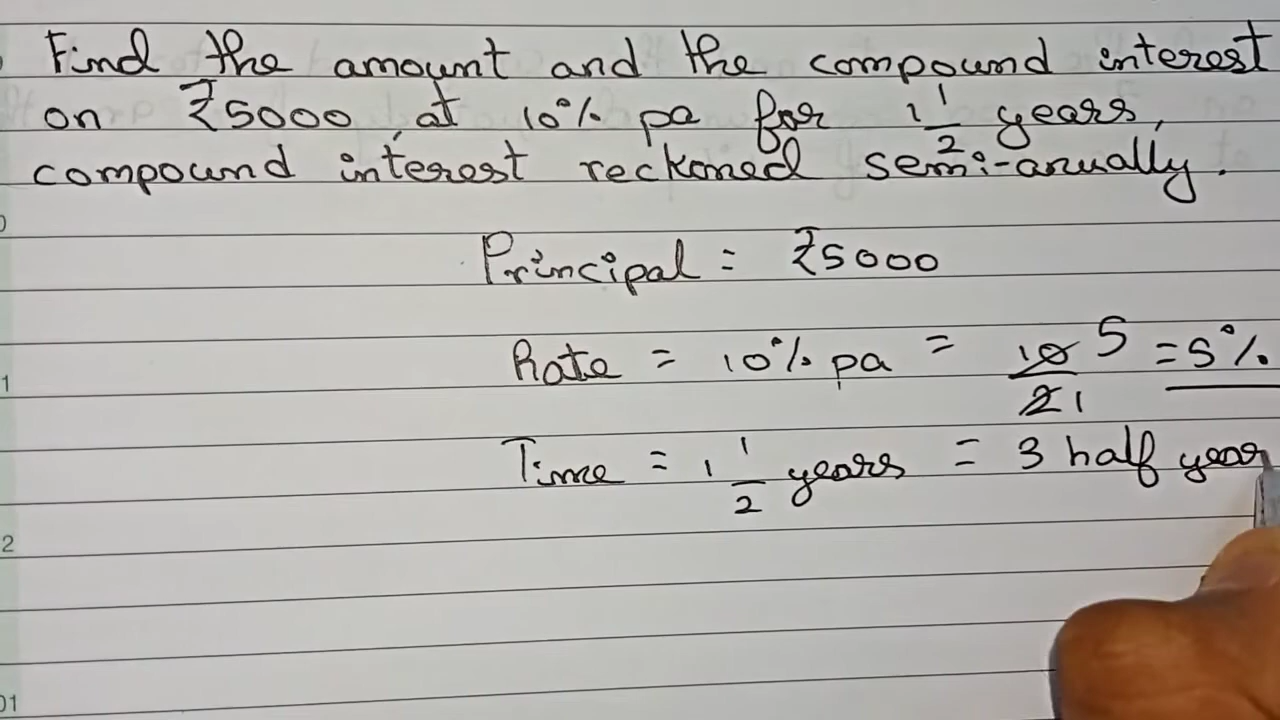 Find the amount and the compound interest
on ₹5000 at 10% pa for 1 1/2 years,
compound interest reckoned semi-anually.
Principal = ₹5000
Rate = 10% pa = 10 5 / 2 1 = 5%
Time = 1 1/2 years = 3 half year